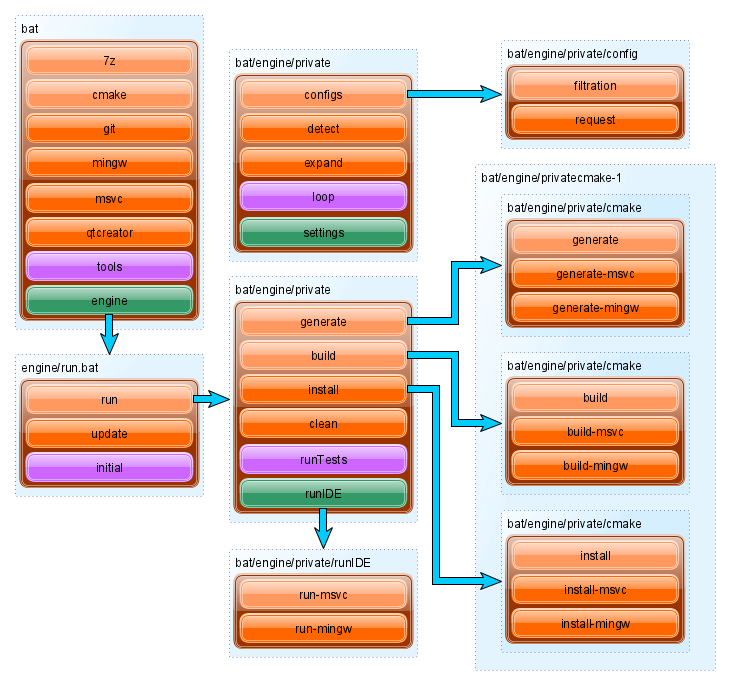 bat
7z
cmake
git
mingw
msvc
qtcreator
tools
engine
engine/run.bat
run
update
initial
bat/engine/private
configs
detect
expand
loop
settings
bat/engine/private
generate
build
install
clean
runTests
runIDE
bat/engine/private/runIDE
run-msvc
run-mingw
bat/engine/private/config
filtration
request
bat/engine/privatecmake-1
bat/engine/private/cmake
generate
generate-msvc
generate-mingw
bat/engine/private/cmake
build
build-msvc
build-mingw
bat/engine/private/cmake
install
install-msvc
install-mingw